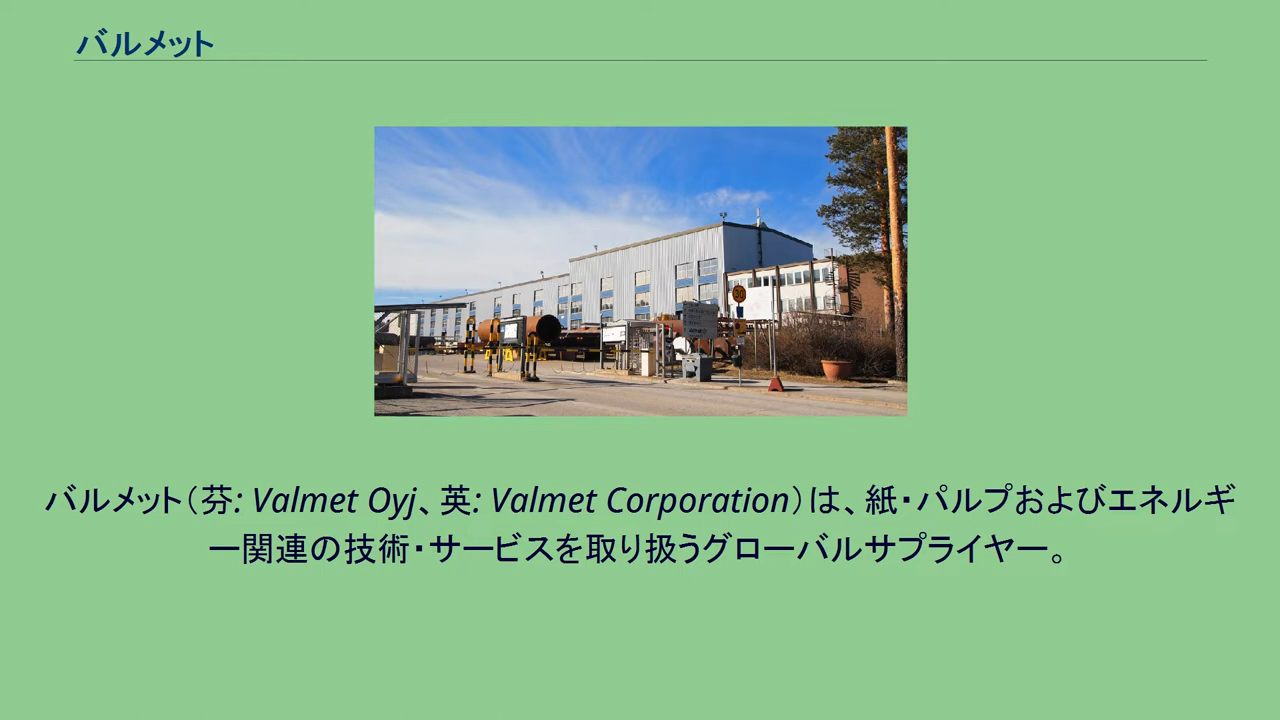 バルメット
バルメット（芬: Valmet Oyj、英: Valmet Corporation）は、紙・パルプおよびエネルギ
ー関連の技術・サービスを取り扱うグローバルサプライヤー。